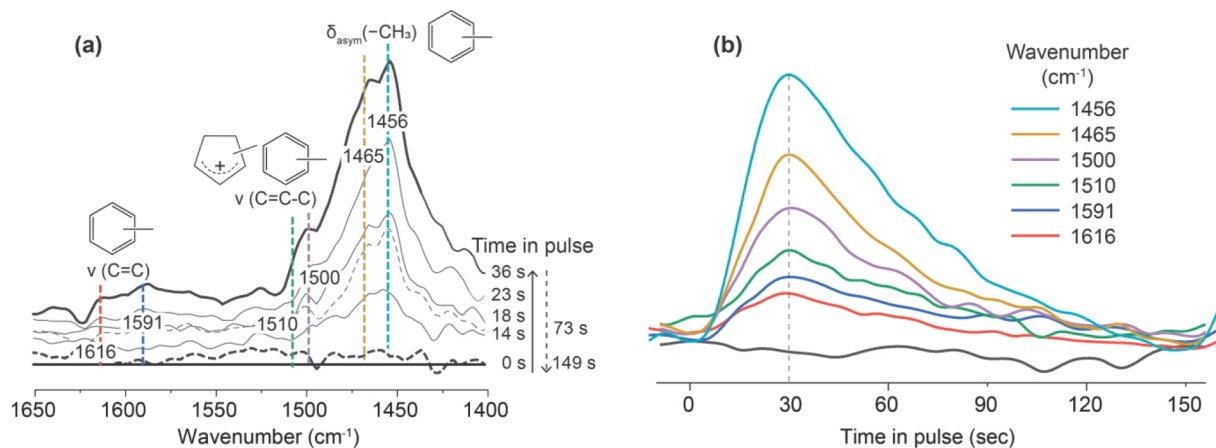 (a)
δasym(−CH₃)
1456
1465
+
ν (C=C-C)
ν (C=C)
1500
1591
1510
1616
Time in pulse
36 s
23 s
18 s
14 s
73 s
0 s
149 s
1650 1600 1550 1500 1450 1400
Wavenumber (cm⁻¹)
(b)
Wavenumber
(cm⁻¹)
1456
1465
1500
1510
1591
1616
0 30 60 90 120 150
Time in pulse (sec)